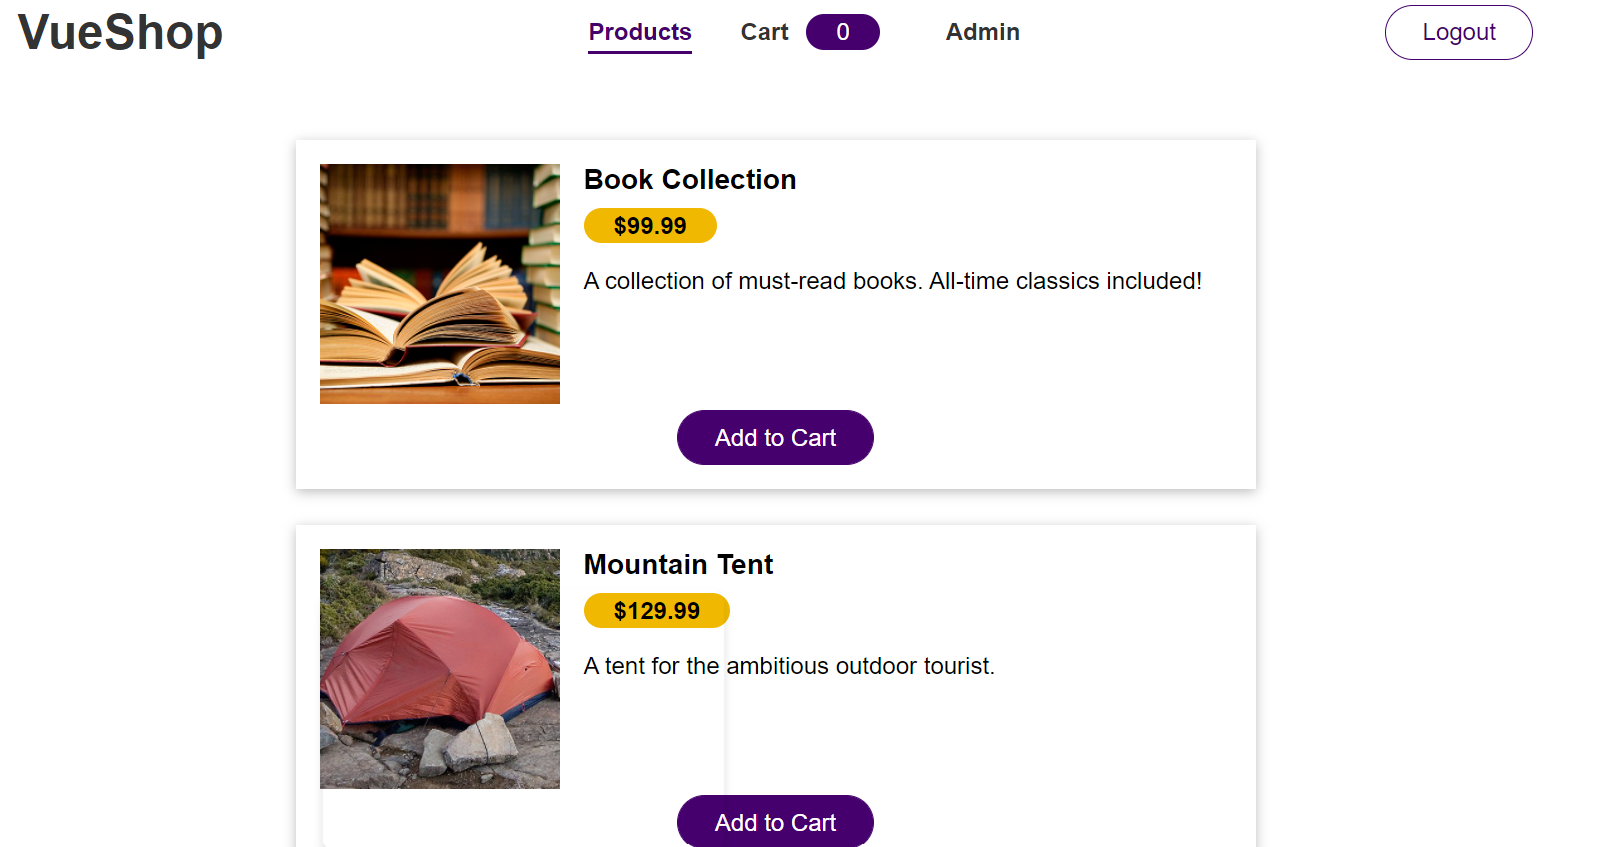 VueShop
Products
Cart
0
Admin
Logout
Book Collection
$99.99
A collection of must-read books. All-time classics included!
Add to Cart
Mountain Tent
$129.99
A tent for the ambitious outdoor tourist.
Add to Cart